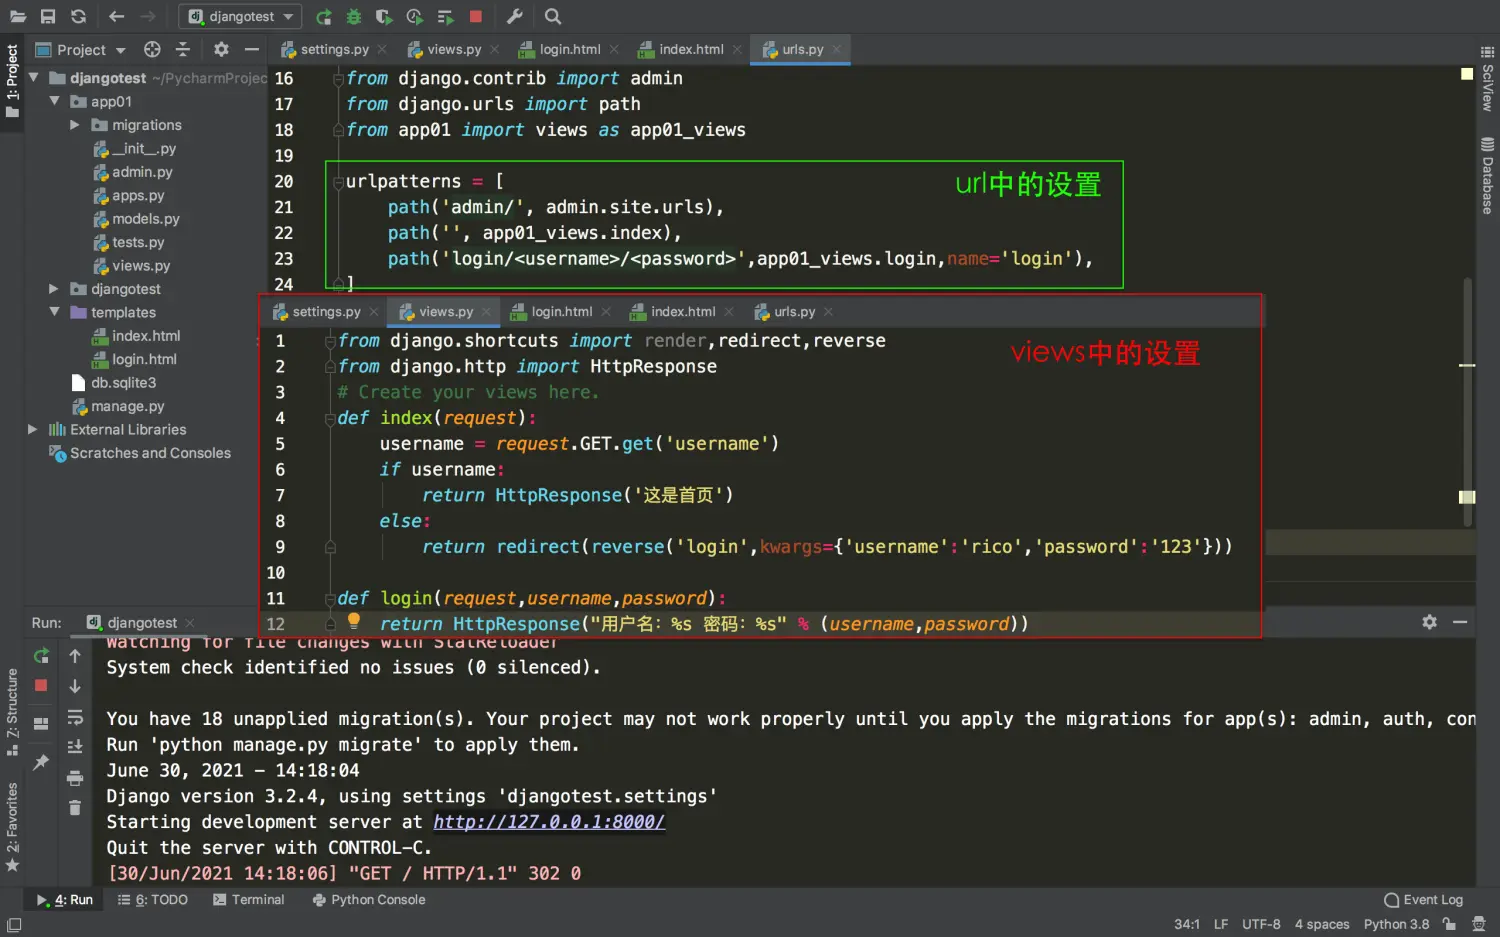 djangotest
Project
settings.py
views.py
login.html
index.html
urls.py
1: Project
djangotest ~/PycharmProjec
app01
migrations
__init__.py
admin.py
apps.py
models.py
tests.py
views.py
djangotest
templates
index.html
login.html
db.sqlite3
manage.py
External Libraries
Scratches and Consoles
16 from django.contrib import admin
17 from django.urls import path
18 from app01 import views as app01_views
19
20 urlpatterns = [
url中的设置
21 path('admin/', admin.site.urls),
22 path('', app01_views.index),
23 path('login/<username>/<password>',app01_views.login,name='login'),
24 ]
settings.py
views.py
login.html
index.html
urls.py
1 from django.shortcuts import render,redirect,reverse
views中的设置
2 from django.http import HttpResponse
3 # Create your views here.
4 def index(request):
5 username = request.GET.get('username')
6 if username:
7 return HttpResponse('这是首页')
8 else:
9 return redirect(reverse('login',kwargs={'username':'rico','password':'123'}))
10
11 def login(request,username,password):
12 return HttpResponse("用户名：%s 密码：%s" % (username,password))
SciView
Database
Run:
djangotest
Watching for file changes with StatReloader
System check identified no issues (0 silenced).
You have 18 unapplied migration(s). Your project may not work properly until you apply the migrations for app(s): admin, auth, con
Run 'python manage.py migrate' to apply them.
June 30, 2021 - 14:18:04
Django version 3.2.4, using settings 'djangotest.settings'
Starting development server at http://127.0.0.1:8000/
Quit the server with CONTROL-C.
[30/Jun/2021 14:18:06] "GET / HTTP/1.1" 302 0
7: Structure
2: Favorites
4: Run
6: TODO
Terminal
Python Console
Event Log
34:1
LF
UTF-8
4 spaces
Python 3.8